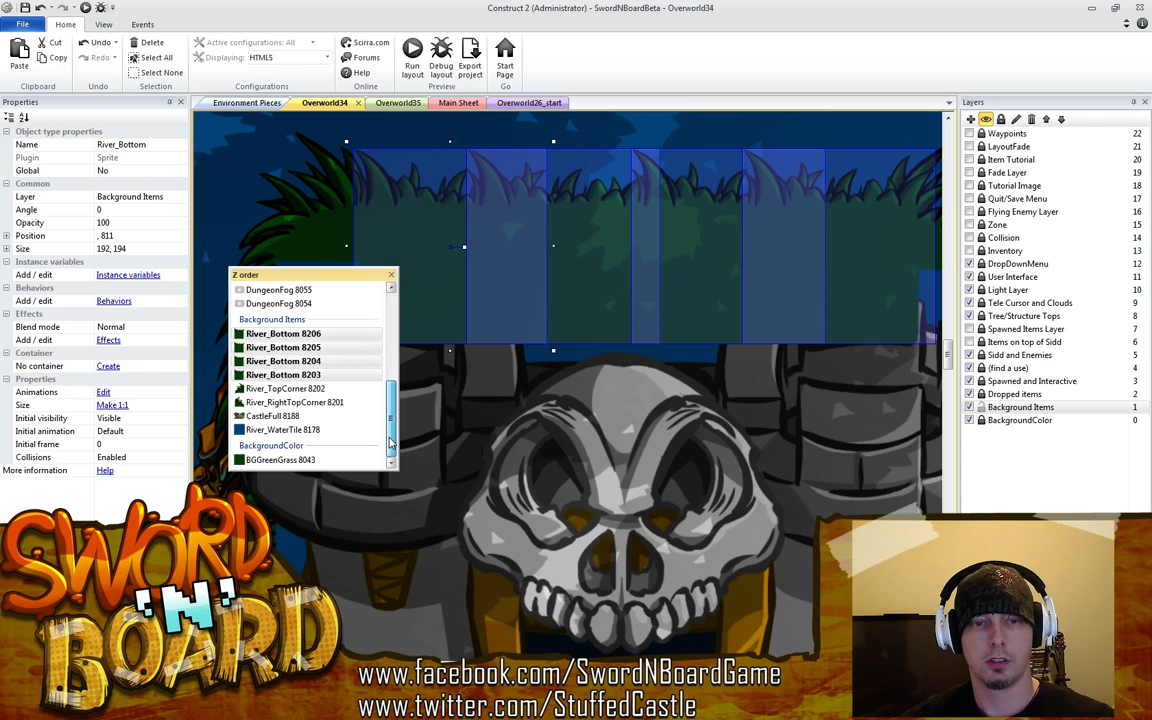 Construct 2 (Administrator) - SwordNBoardBeta - Overworld34
File
Home
View
Events
Paste
Cut
Copy
Clipboard
Undo
Redo
Undo
Delete
Select All
Select None
Selection
Active configurations: All
Displaying: HTML5
Configurations
Scirra.com
Forums
Help
Online
Run layout
Debug layout
Export project
Preview
Start Page
Go
Properties
Object type properties
Name River_Bottom
Plugin Sprite
Global No
Common
Layer Background Items
Angle 0
Opacity 100
Position , 811
Size 192, 194
Instance variables
Add / edit Instance variables
Behaviors
Add / edit Behaviors
Effects
Blend mode Normal
Add / edit Effects
Container
No container Create
Properties
Animations Edit
Size Make 1:1
Initial visibility Visible
Initial animation Default
Initial frame 0
Collisions Enabled
More information Help
Environment Pieces
Overworld34
Overworld35
Main Sheet
Overworld26_start
Z order
DungeonFog 8055
DungeonFog 8054
Background Items
River_Bottom 8206
River_Bottom 8205
River_Bottom 8204
River_Bottom 8203
River_TopCorner 8202
River_RightTopCorner 8201
CastleFull 8188
River_WaterTile 8178
BackgroundColor
BGGreenGrass 8043
Layers
Waypoints 22
LayoutFade 21
Item Tutorial 20
Fade Layer 19
Tutorial Image 18
Quit/Save Menu 17
Flying Enemy Layer 16
Zone 15
Collision 14
Inventory 13
DropDownMenu 12
User Interface 11
Light Layer 10
Tele Cursor and Clouds 9
Tree/Structure Tops 8
Spawned Items Layer 7
Items on top of Sidd 6
Sidd and Enemies 5
(find a use) 4
Spawned and Interactive 3
Dropped items 2
Background Items 1
BackgroundColor 0
SWORD
'N'
BOARD
www.facebook.com/SwordNBoardGame
www.twitter.com/StuffedCastle